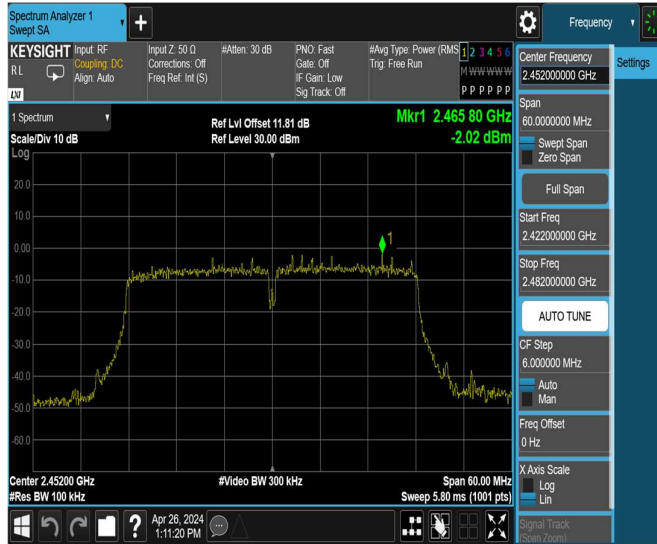 Spectrum Analyzer 1
Swept SA
+
Frequency
KEYSIGHT
R L
LXI
Input: RF
Coupling: DC
Align: Auto
Input Z: 50 Ω
Corrections: Off
Freq Ref: Int (S)
#Atten: 30 dB
PNO: Fast
Gate: Off
IF Gain: Low
Sig Track: Off
#Avg Type: Power (RMS
Trig: Free Run
1 2 3 4 5 6
M W W W W W
P P P P P P
1 Spectrum
Scale/Div 10 dB
Log
Ref Lvl Offset 11.81 dB
Ref Level 30.00 dBm
Mkr1 2.465 80 GHz
-2.02 dBm
20.0
10.0
0.00
-10.0
-20.0
-30.0
-40.0
-50.0
-60.0
1
Center 2.45200 GHz
#Res BW 100 kHz
#Video BW 300 kHz
Span 60.00 MHz
Sweep 5.80 ms (1001 pts)
Apr 26, 2024
1:11:20 PM
?
Center Frequency
2.452000000 GHz
Settings
Span
60.0000000 MHz
Swept Span
Zero Span
Full Span
Start Freq
2.422000000 GHz
Stop Freq
2.482000000 GHz
AUTO TUNE
CF Step
6.000000 MHz
Auto
Man
Freq Offset
0 Hz
X Axis Scale
Log
Lin
Signal Track
(Span Zoom)